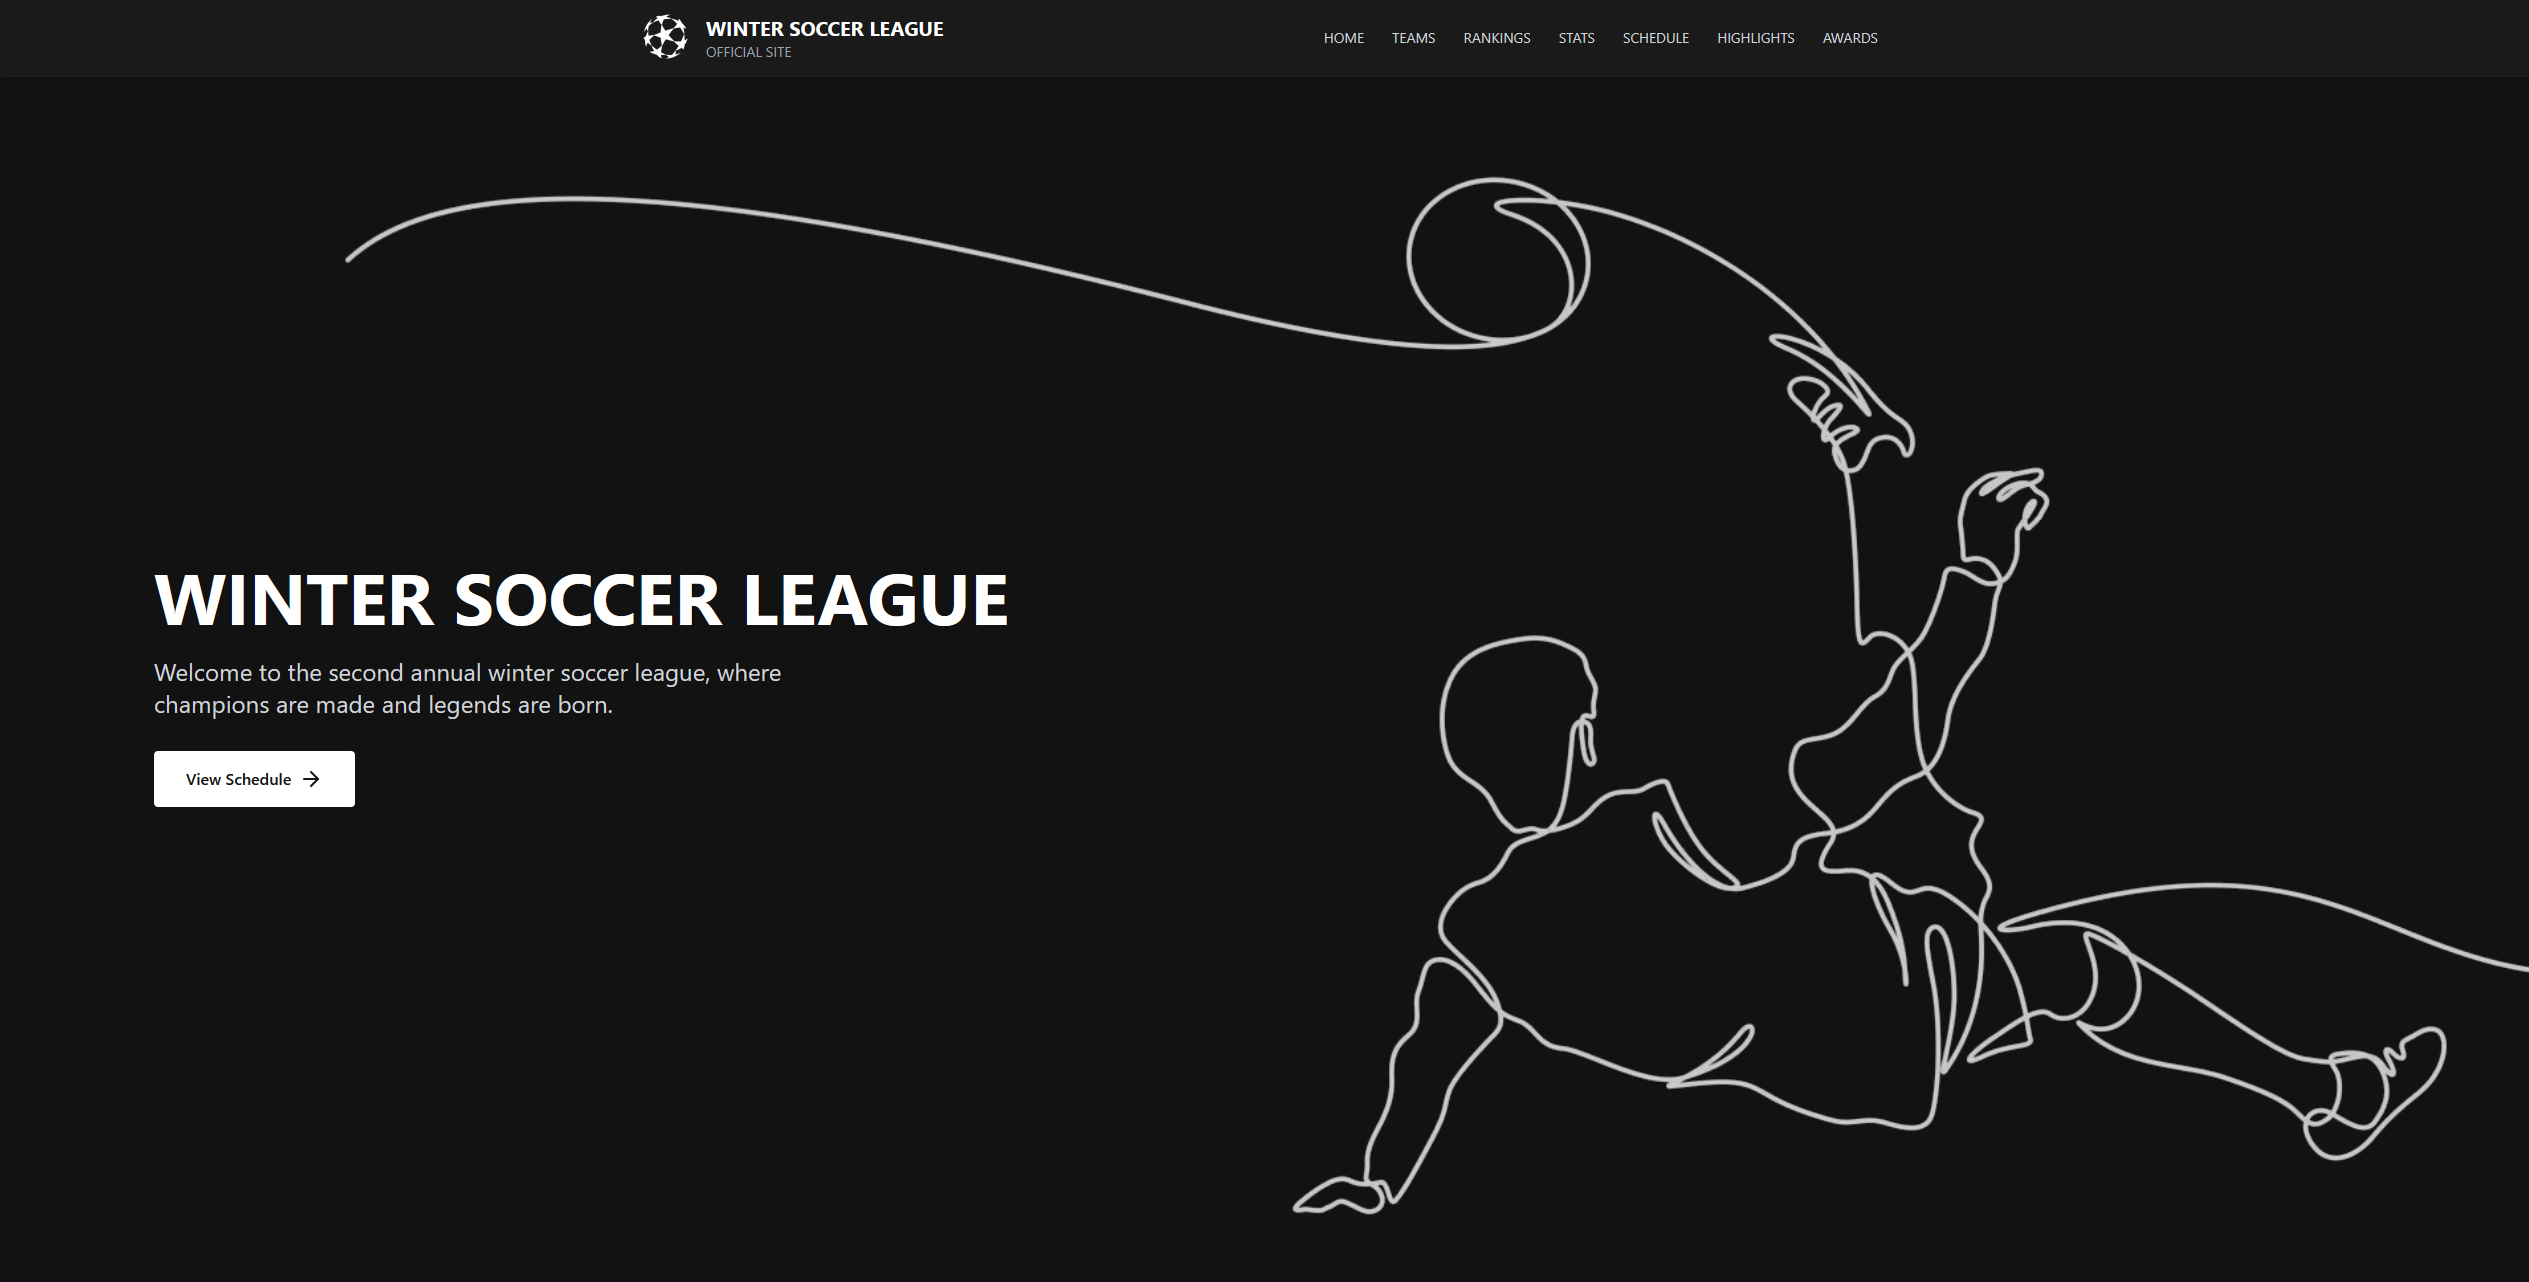 WINTER SOCCER LEAGUE
OFFICIAL SITE
HOME TEAMS RANKINGS STATS SCHEDULE HIGHLIGHTS AWARDS
WINTER SOCCER LEAGUE
Welcome to the second annual winter soccer league, where
champions are made and legends are born.
View Schedule